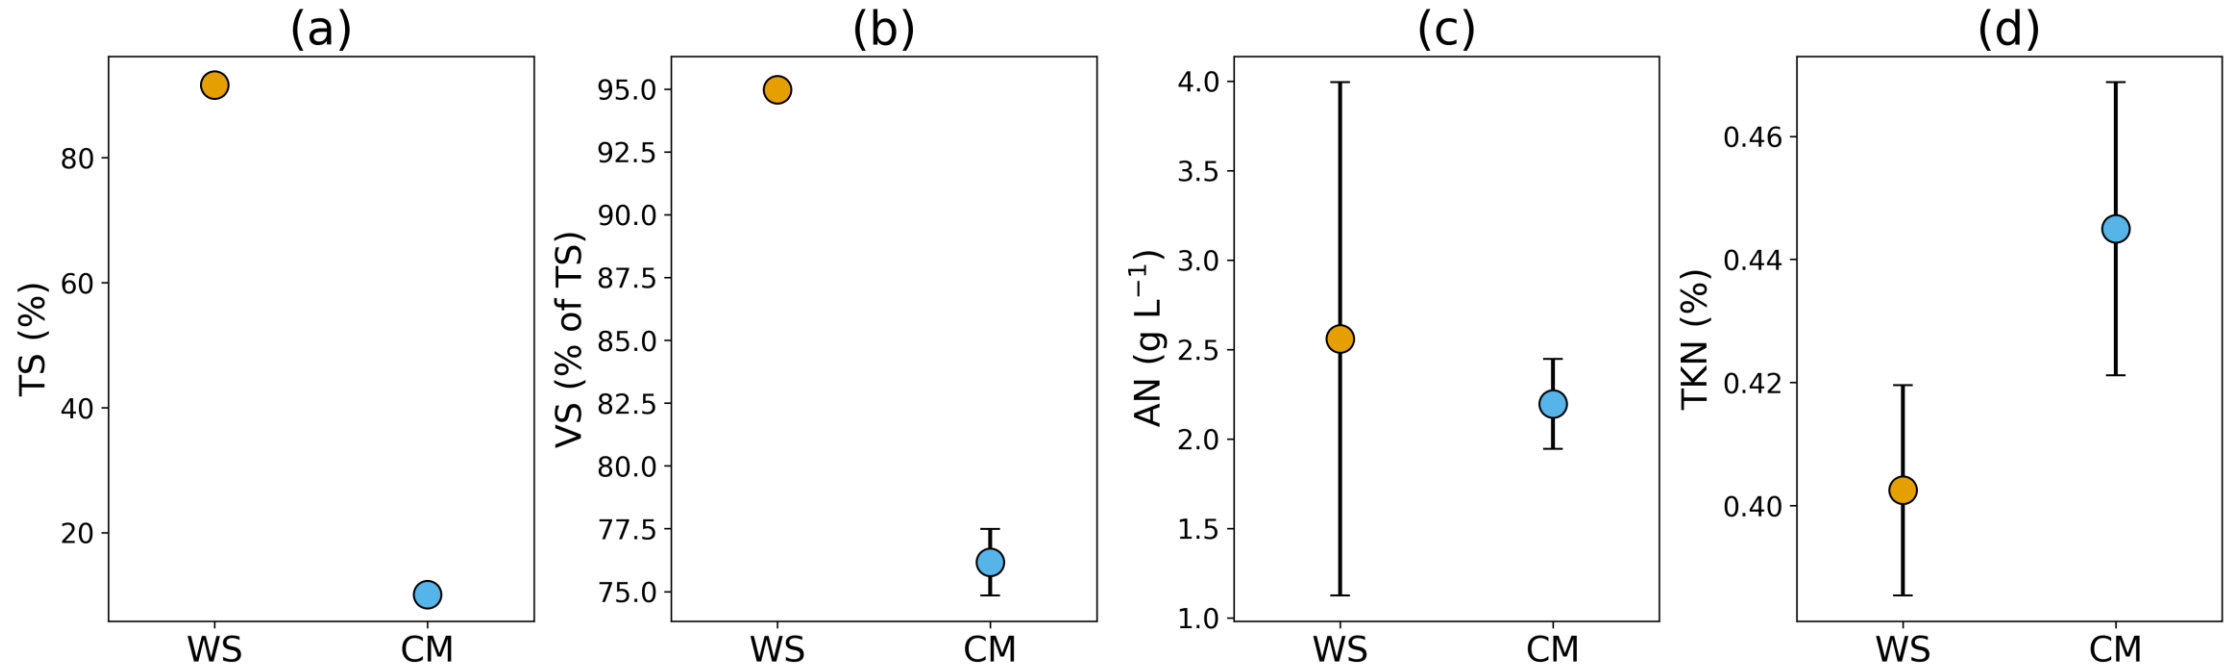 (a)
TS (%)
80
60
40
20
WS
CM
(b)
VS (% of TS)
95.0
92.5
90.0
87.5
85.0
82.5
80.0
77.5
75.0
WS
CM
(c)
AN (g L⁻¹)
4.0
3.5
3.0
2.5
2.0
1.5
1.0
WS
CM
(d)
TKN (%)
0.46
0.44
0.42
0.40
WS
CM